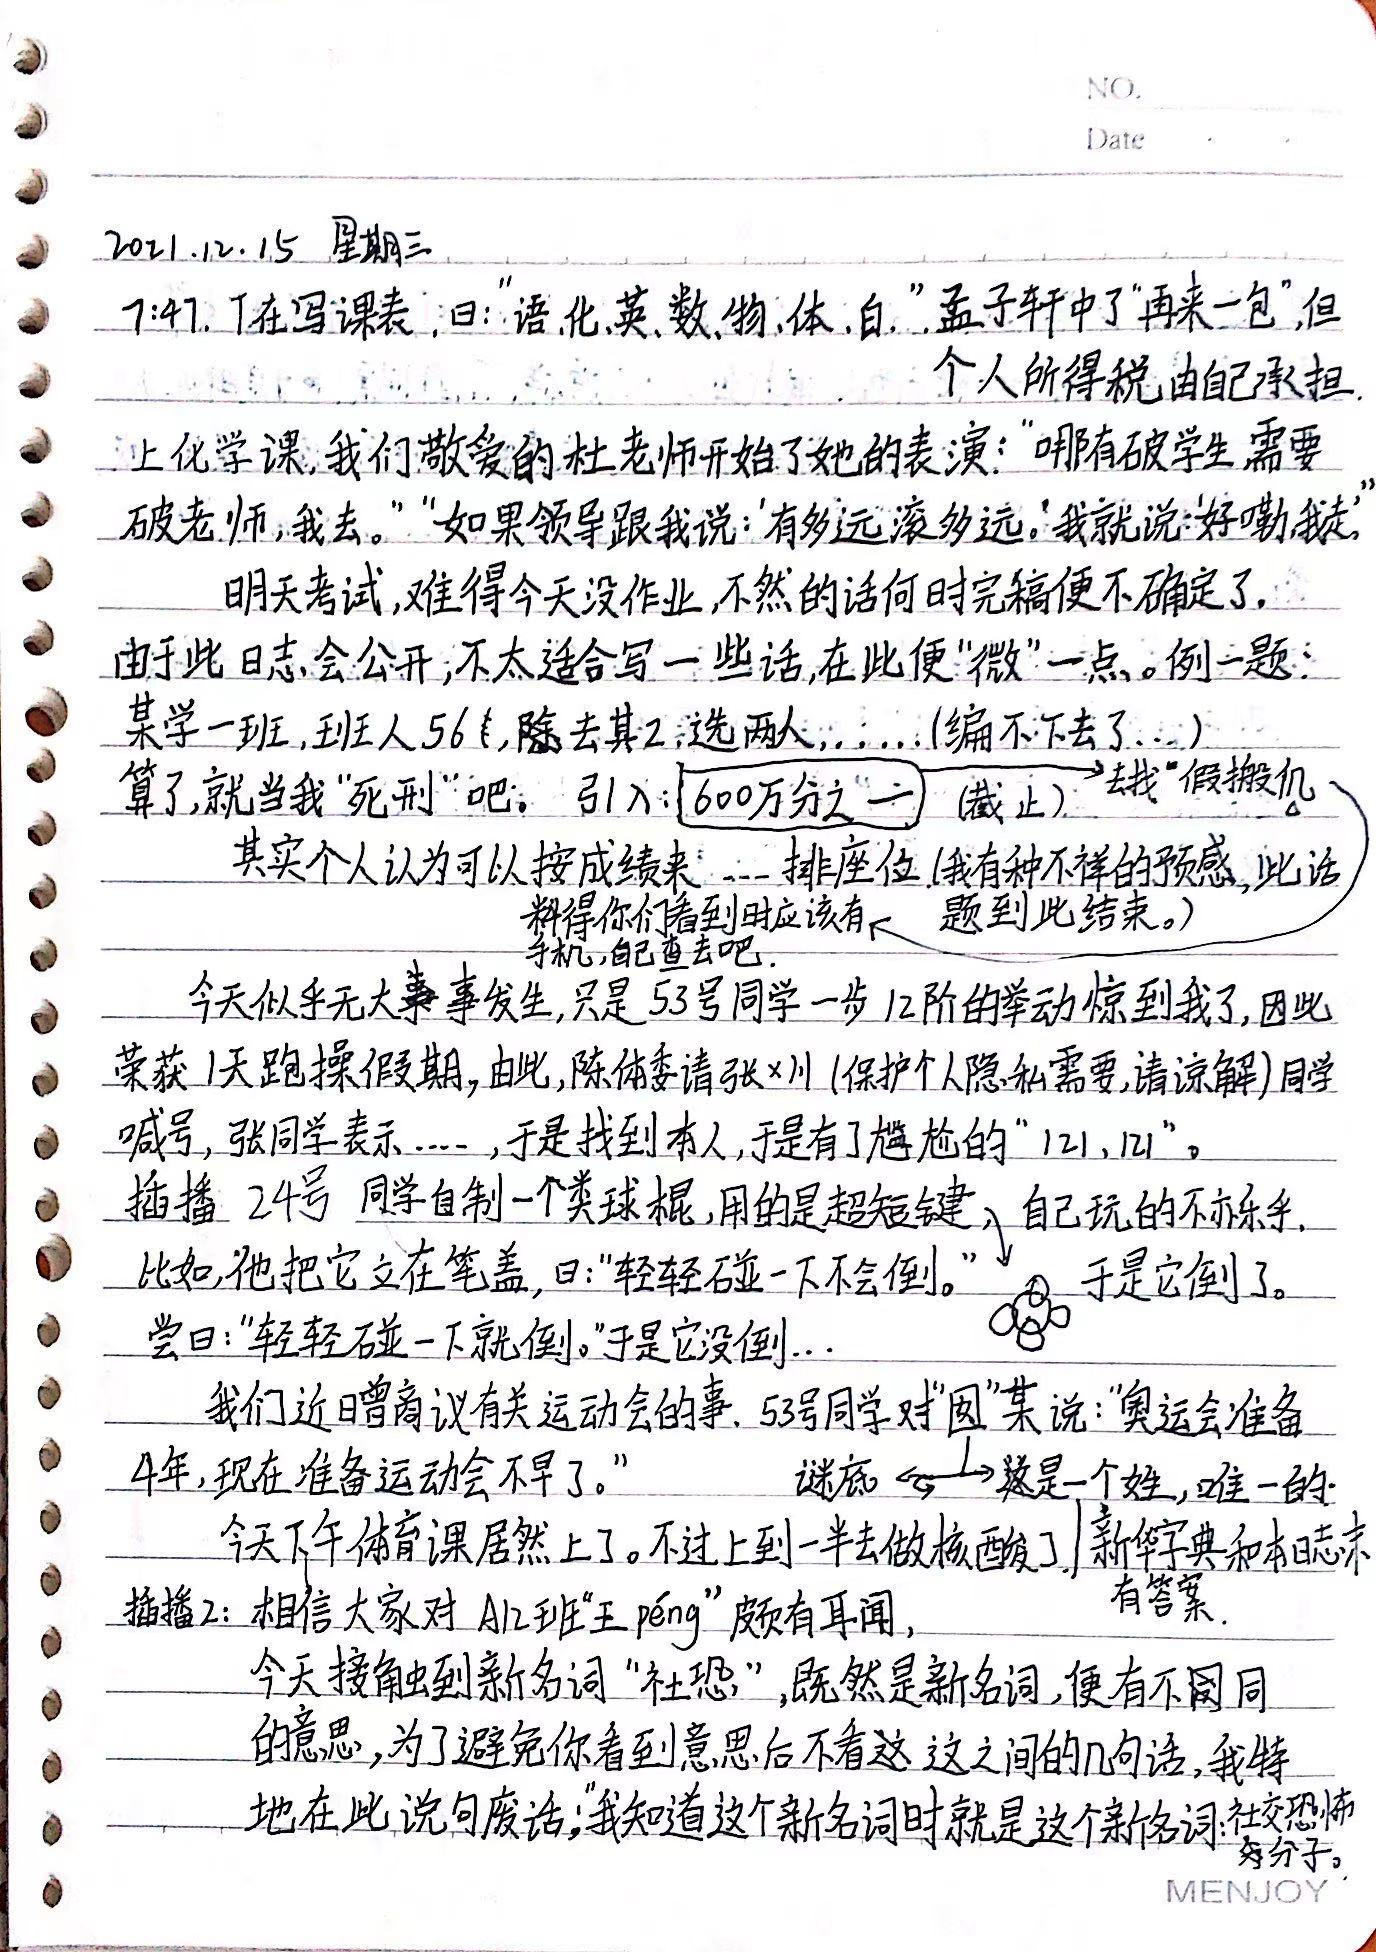 NO.
Date
2021.12.15 星期三
7:47. T在写课表,曰:“语、化、英、数、物、体、自.”孟子轩中了“再来一包”,但
个人所得税由自己承担.
上化学课,我们敬爱的杜老师开始了她的表演:“哪有破学生,需要
破老师,我去。”“如果领导跟我说:‘有多远滚多远。’我就说:‘好嘞,我走’”
明天考试,难得今天没作业,不然的话何时完稿便不确定了.
由于此日志会公开,不太适合写一些话,在此便“微”一点。例一题:
某学一班,班人56,除去其2,选两人,……(编不下去了…)
算了,就当我“死刑”吧。 引入:600万分之一 (截止) 去找“假搬机
其实个人认为可以按成绩来……排座位.(我有种不祥的预感,此话
题到此结束。)
料得你们看到时应该有
手机,自己查去吧.
今天似乎无大事发生,只是53号同学一步12阶的举动惊到我了,因此
荣获1天跑操假期,由此,陈体委请张×川(保护个人隐私需要,请谅解)同学
喊号,张同学表示……,于是找到本人,于是有了尴尬的“121、121”。
插播 24号 同学自制一个类球棍,用的是超短键,自己玩的不亦乐乎.
比如,他把它立在笔盖,曰:“轻轻碰一下不会倒。” 于是它倒了。
尝曰:“轻轻碰一下就倒。”于是它没倒…
我们近日曾商议有关运动会的事. 53号同学对“囡”某说:“奥运会准备
4年,现在准备运动会不早了。” 谜底 这是一个姓,唯一的.
今天下午体育课居然上了。不过上到一半去做核酸了. 新华字典和本日志末
有答案.
插播2: 相信大家对A12班“王péng”颇有耳闻,
今天接触到新名词“社恐”,既然是新名词,便有不同
的意思,为了避免你看到意思后不看这之间的几句话,我特
地在此说句废话:“我知道这个新名词时就是这个新名词:社交恐怖
分子。
MENJOY